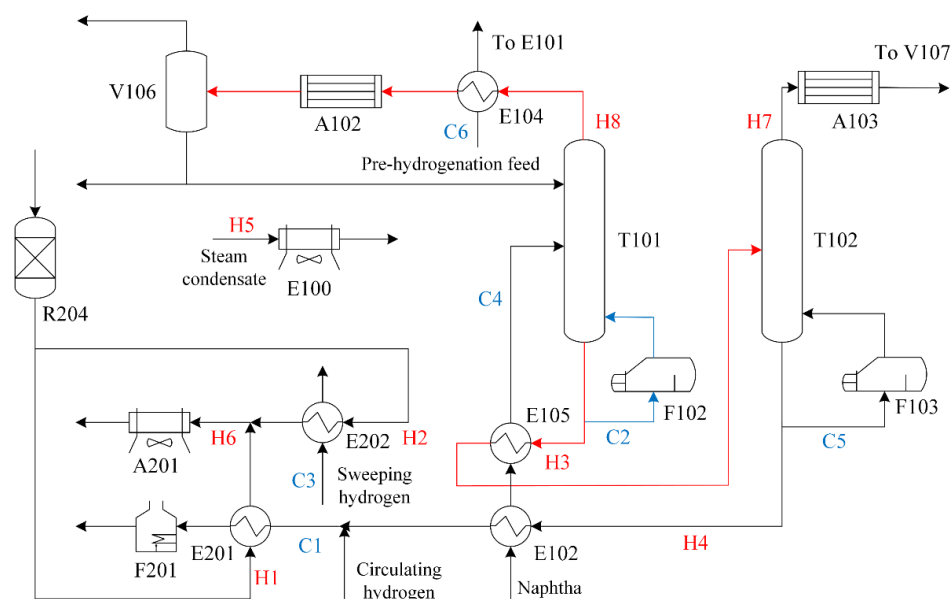 To E101
To V107
V106
A102
E104
H8
H7
A103
C6
Pre-hydrogenation feed
H5
Steam
condensate
E100
T101
T102
C4
R204
F102
F103
E105
A201
H6
E202
H2
C3
Sweeping
hydrogen
H3
C2
C5
F201
E201
H1
C1
Circulating
hydrogen
E102
Naphtha
H4